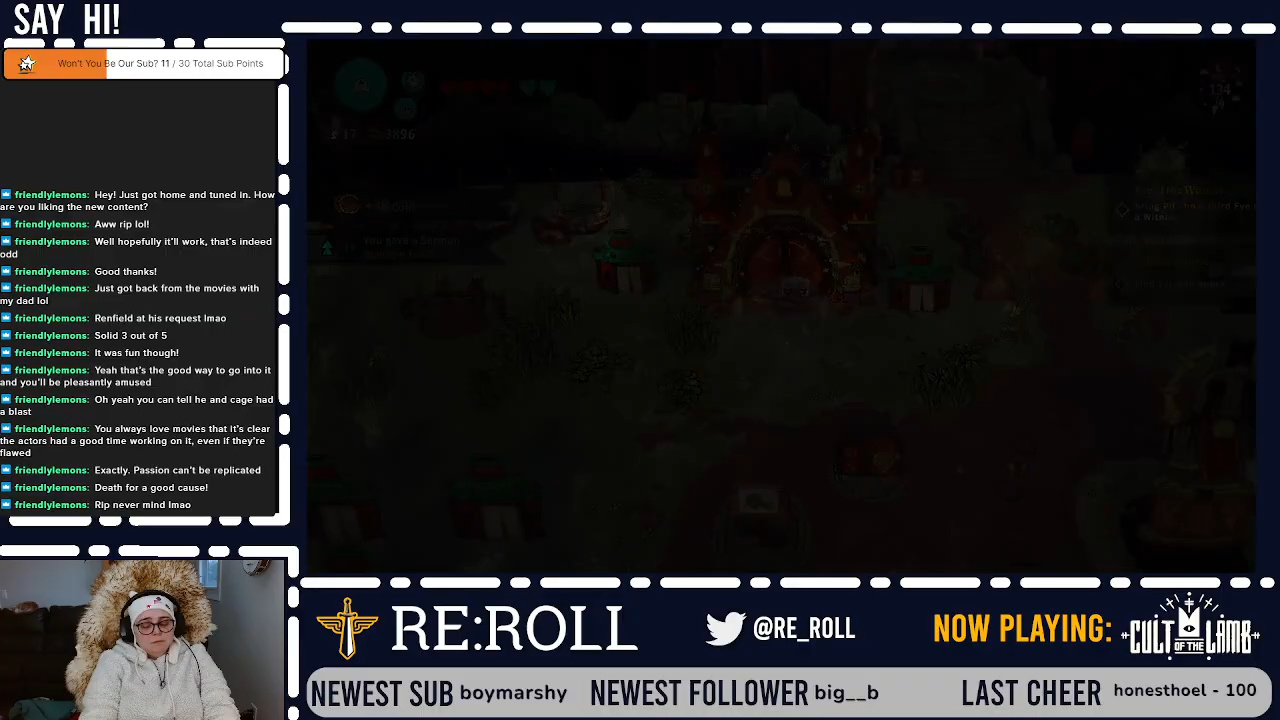 SAY HI!
Won't You Be Our Sub? 11 / 30 Total Sub Points
friendlylemons: Hey! Just got home and tuned in. How
are you liking the new content?
friendlylemons: Aww rip lol!
friendlylemons: Well hopefully it'll work, that's indeed
odd
friendlylemons: Good thanks!
friendlylemons: Just got back from the movies with
my dad lol
friendlylemons: Renfield at his request lmao
friendlylemons: Solid 3 out of 5
friendlylemons: It was fun though!
friendlylemons: Yeah that's the good way to go into it
and you'll be pleasantly amused
friendlylemons: Oh yeah you can tell he and cage had
a blast
friendlylemons: You always love movies that it's clear
the actors had a good time working on it, even if they're
flawed
friendlylemons: Exactly. Passion can't be replicated
friendlylemons: Death for a good cause!
friendlylemons: Rip never mind lmao
134
RE:ROLL
@RE_ROLL
NOW PLAYING:
CULT OF THE LAMB
NEWEST SUB boymarshy
NEWEST FOLLOWER big__b
LAST CHEER honesthoel - 100